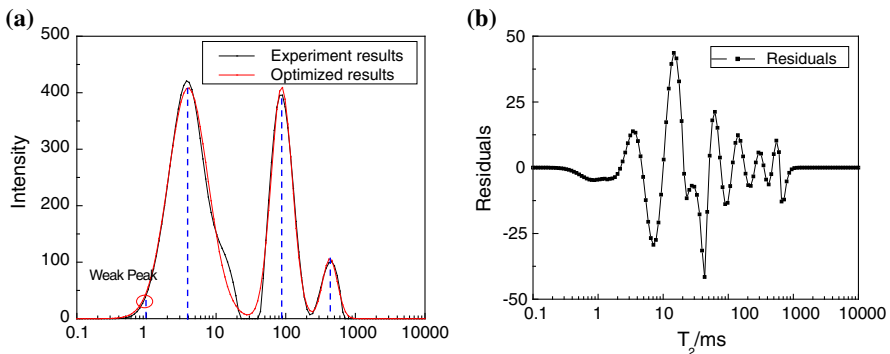 (a)
500
400
300
200
100
0
Intensity
Experiment results
Optimized results
Weak Peak
0.1 1 10 100 1000 10000
(b)
50
25
0
-25
-50
Residuals
Residuals
0.1 1 10 100 1000 10000
T2/ms